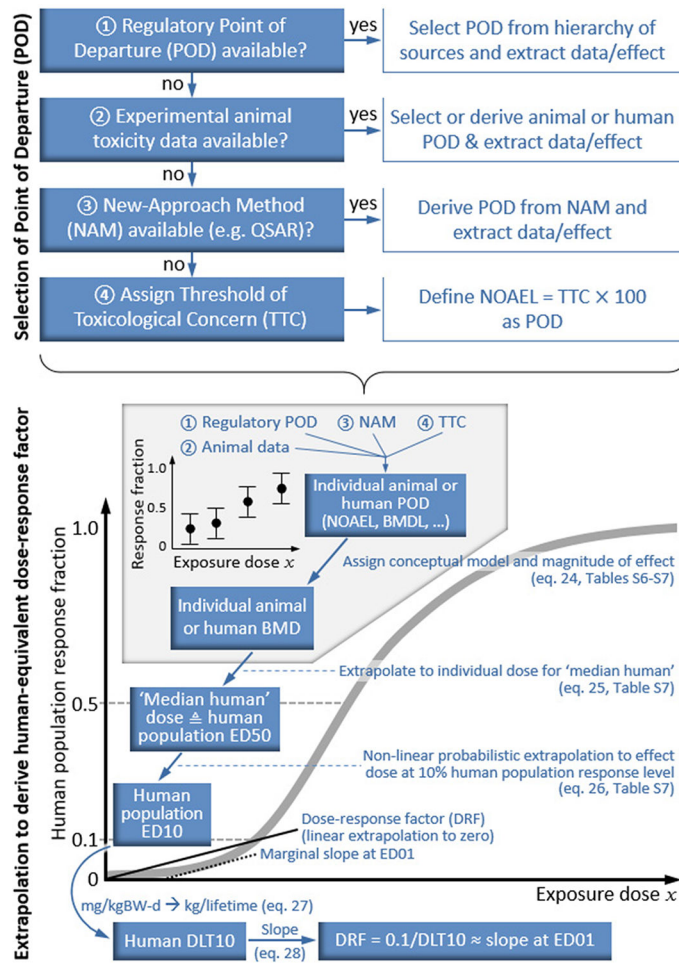 Selection of Point of Departure (POD)
① Regulatory Point of
Departure (POD) available?
yes
Select POD from hierarchy of
sources and extract data/effect
no
② Experimental animal
toxicity data available?
yes
Select or derive animal or human
POD & extract data/effect
no
③ New-Approach Method
(NAM) available (e.g. QSAR)?
yes
Derive POD from NAM and
extract data/effect
no
④ Assign Threshold of
Toxicological Concern (TTC)
Define NOAEL = TTC × 100
as POD
Extrapolation to derive human-equivalent dose-response factor
Human population response fraction
1.0
0.5
0.1
0
① Regulatory POD
③ NAM
④ TTC
② Animal data
Response fraction
1.0
0.5
0
Exposure dose x
Individual animal or
human POD
(NOAEL, BMDL, ...)
Assign conceptual model and magnitude of effect
(eq. 24, Tables S6-S7)
Individual animal
or human BMD
Extrapolate to individual dose for ‘median human’
(eq. 25, Table S7)
‘Median human’
dose ≙ human
population ED50
Non-linear probabilistic extrapolation to effect
dose at 10% human population response level
(eq. 26, Table S7)
Human
population
ED10
Dose-response factor (DRF)
(linear extrapolation to zero)
Marginal slope at ED01
Exposure dose x
mg/kgBW-d → kg/lifetime (eq. 27)
Human DLT10
Slope
(eq. 28)
DRF = 0.1/DLT10 ≈ slope at ED01